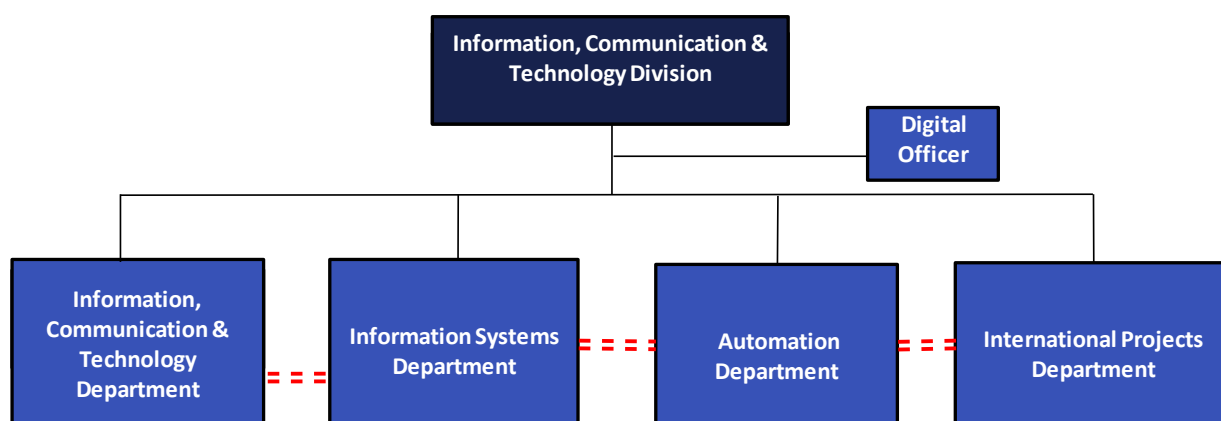 Information, Communication &
Technology Division
Digital
Officer
Information,
Communication &
Technology
Department
Information Systems
Department
Automation
Department
International Projects
Department